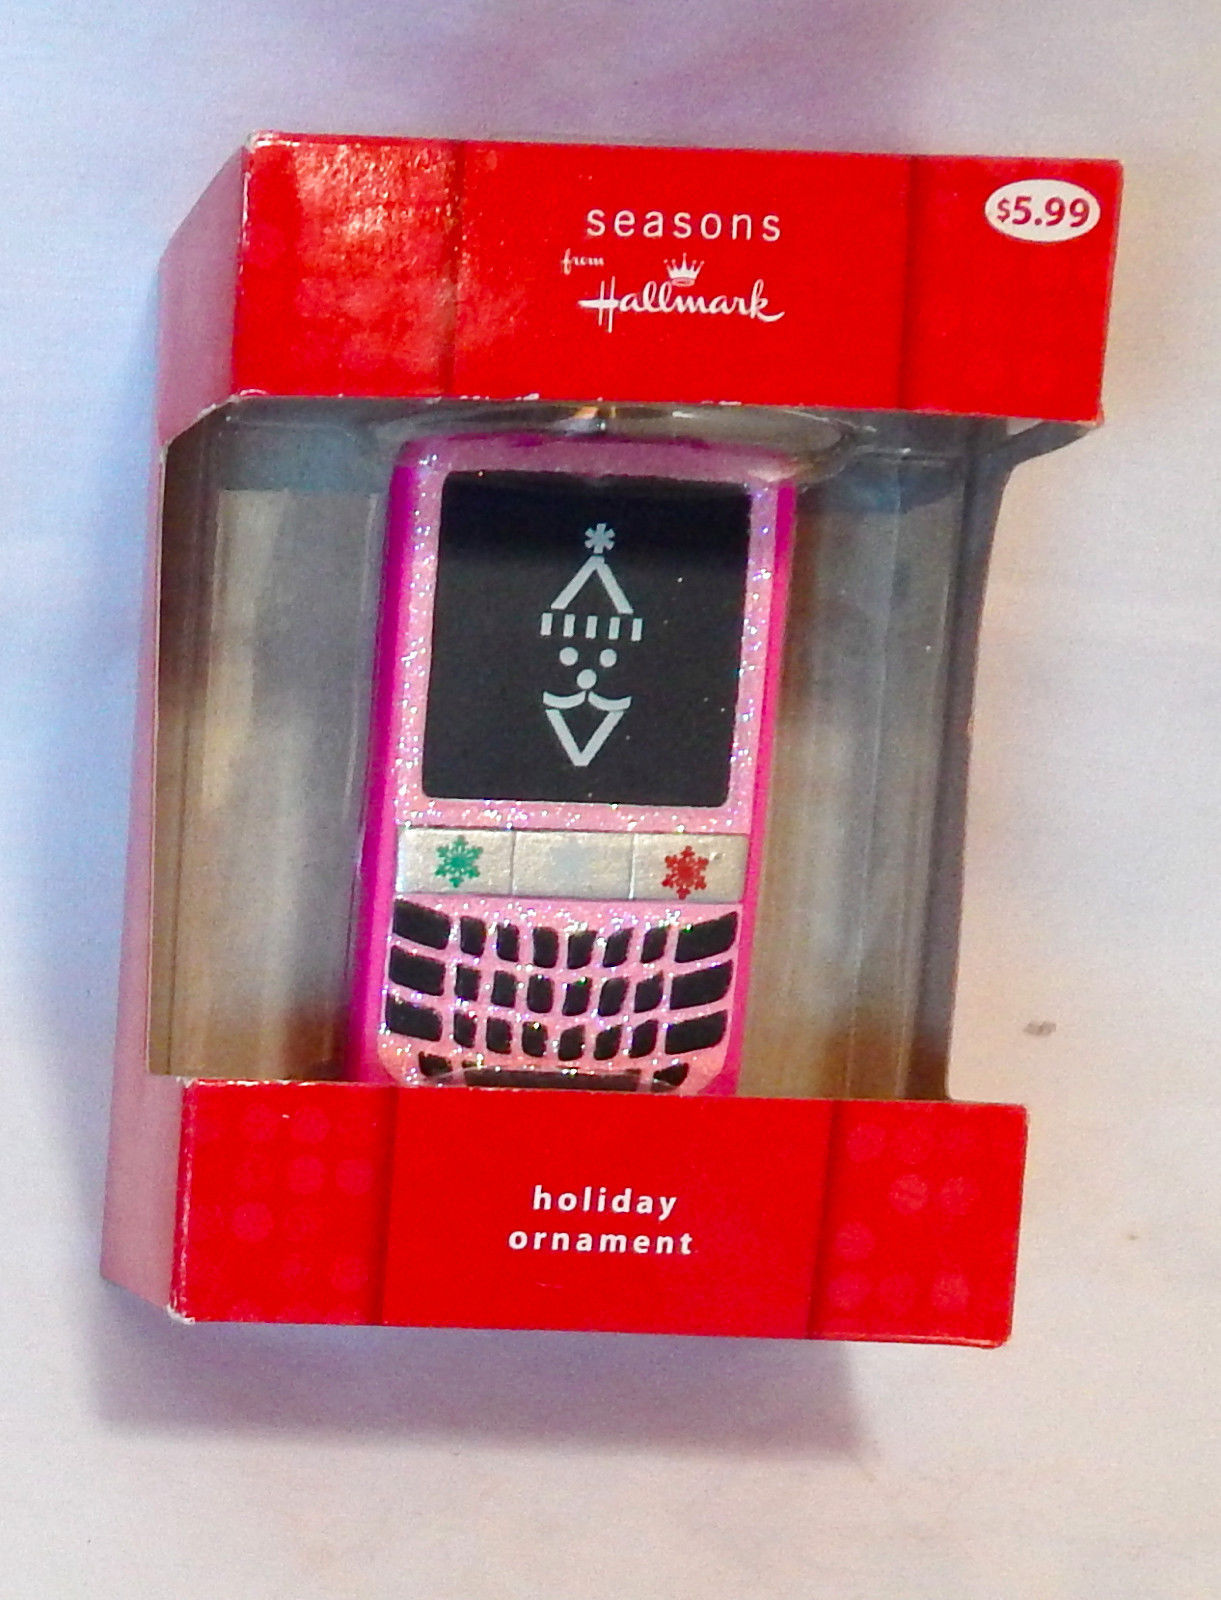 seasons
from
Hallmark
$5.99
holiday
ornament